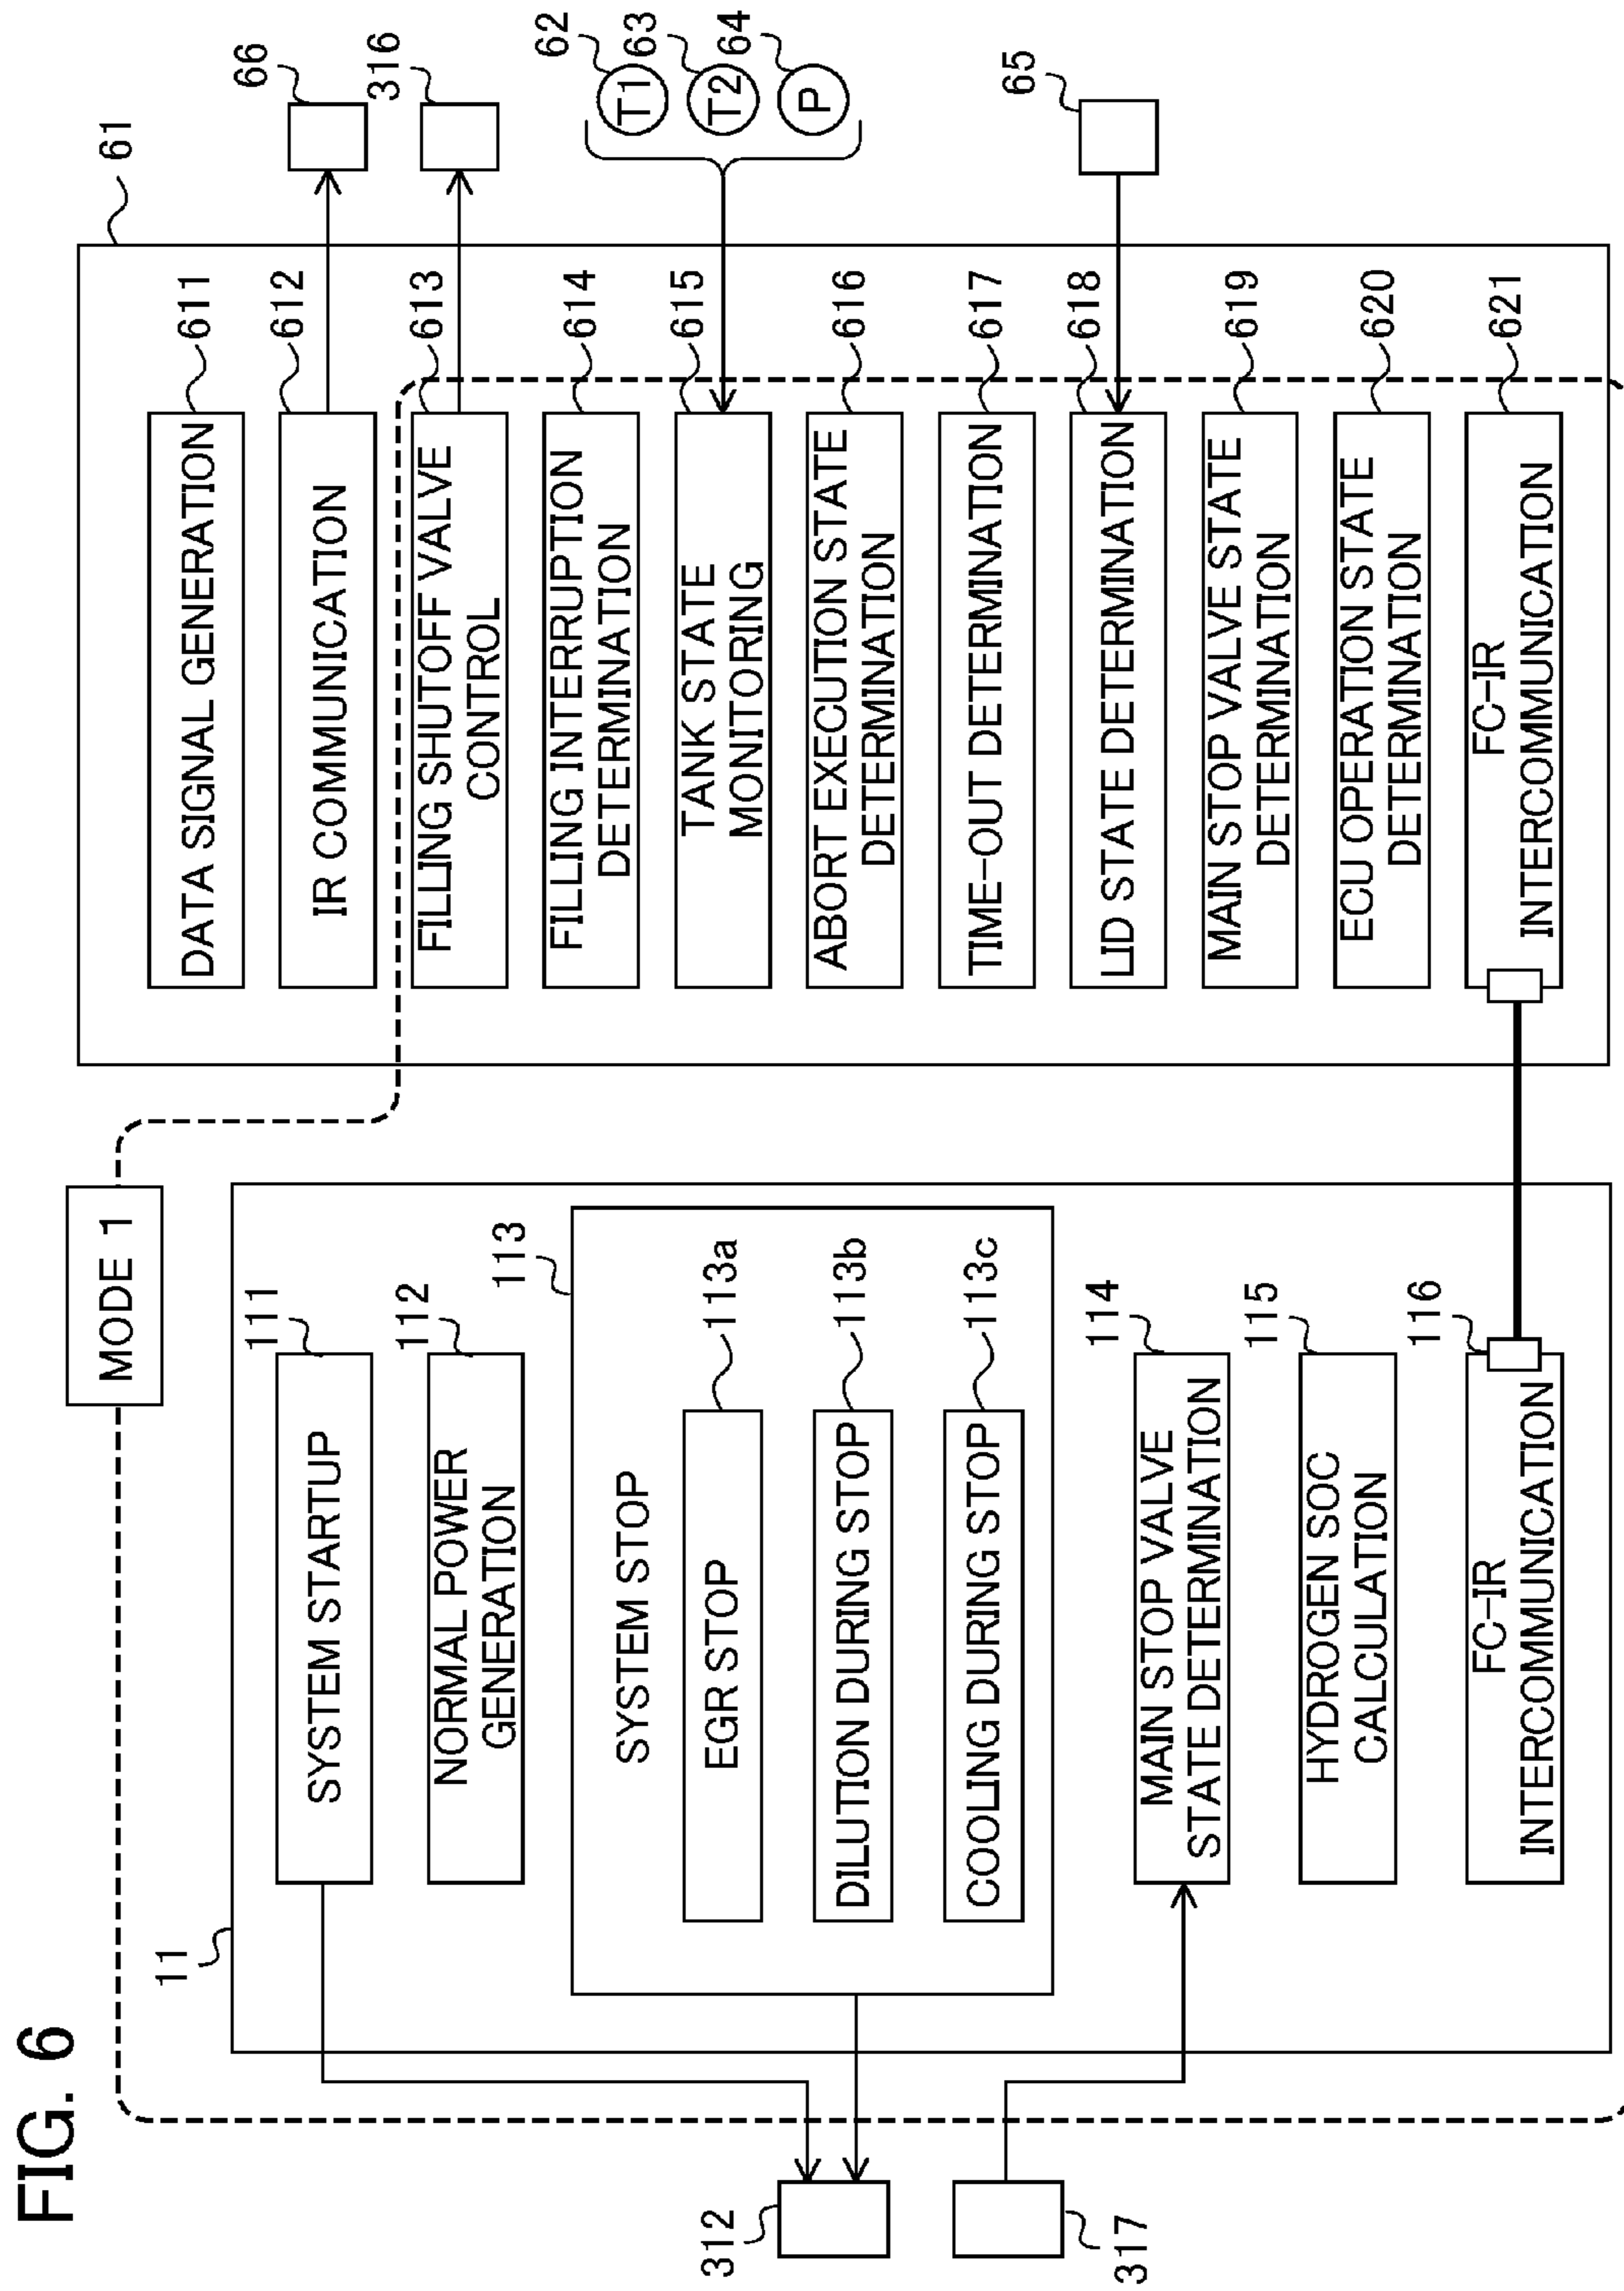 FIG. 6
MODE 1
11
SYSTEM STARTUP
111
NORMAL POWER
GENERATION
112
113
SYSTEM STOP
EGR STOP
113a
DILUTION DURING STOP
113b
COOLING DURING STOP
113c
MAIN STOP VALVE
STATE DETERMINATION
114
HYDROGEN SOC
CALCULATION
115
FC-IR
INTERCOMMUNICATION
116
312
317
61
DATA SIGNAL GENERATION
611
IR COMMUNICATION
612
FILLING SHUTOFF VALVE
CONTROL
613
FILLING INTERRUPTION
DETERMINATION
614
TANK STATE
MONITORING
615
ABORT EXECUTION STATE
DETERMINATION
616
TIME-OUT DETERMINATION
617
LID STATE DETERMINATION
618
MAIN STOP VALVE STATE
DETERMINATION
619
ECU OPERATION STATE
DETERMINATION
620
FC-IR
INTERCOMMUNICATION
621
66
316
T1
62
T2
63
P
64
65